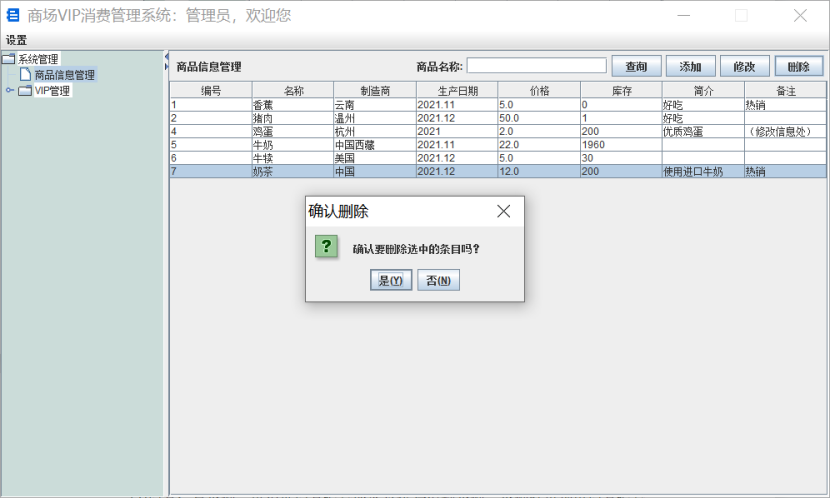 商场VIP消费管理系统：管理员，欢迎您
设置
系统管理
商品信息管理
VIP管理
商品信息管理 商品名称: 查询 添加 修改 删除
编号 名称 制造商 生产日期 价格 库存 简介 备注
1 香蕉 云南 2021.11 5.0 0 好吃 热销
2 猪肉 温州 2021.12 50.0 1 好吃
4 鸡蛋 杭州 2021 2.0 200 优质鸡蛋 （修改信息处）
5 牛奶 中国西藏 2021.11 22.0 1960
6 牛犊 美国 2021.12 5.0 30
7 奶茶 中国 2021.12 12.0 200 使用进口牛奶 热销
确认删除
确认要删除选中的条目吗?
是(Y) 否(N)